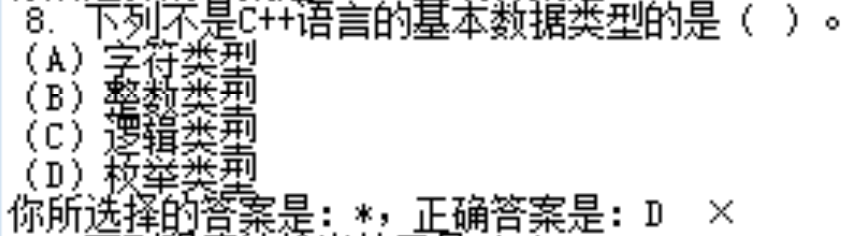 8. 下列不是C++语言的基本数据类型的是（ ）。
(A) 字符类型
(B) 整数类型
(C) 逻辑类型
(D) 枚举类型
你所选择的答案是: *，正确答案是: D ×